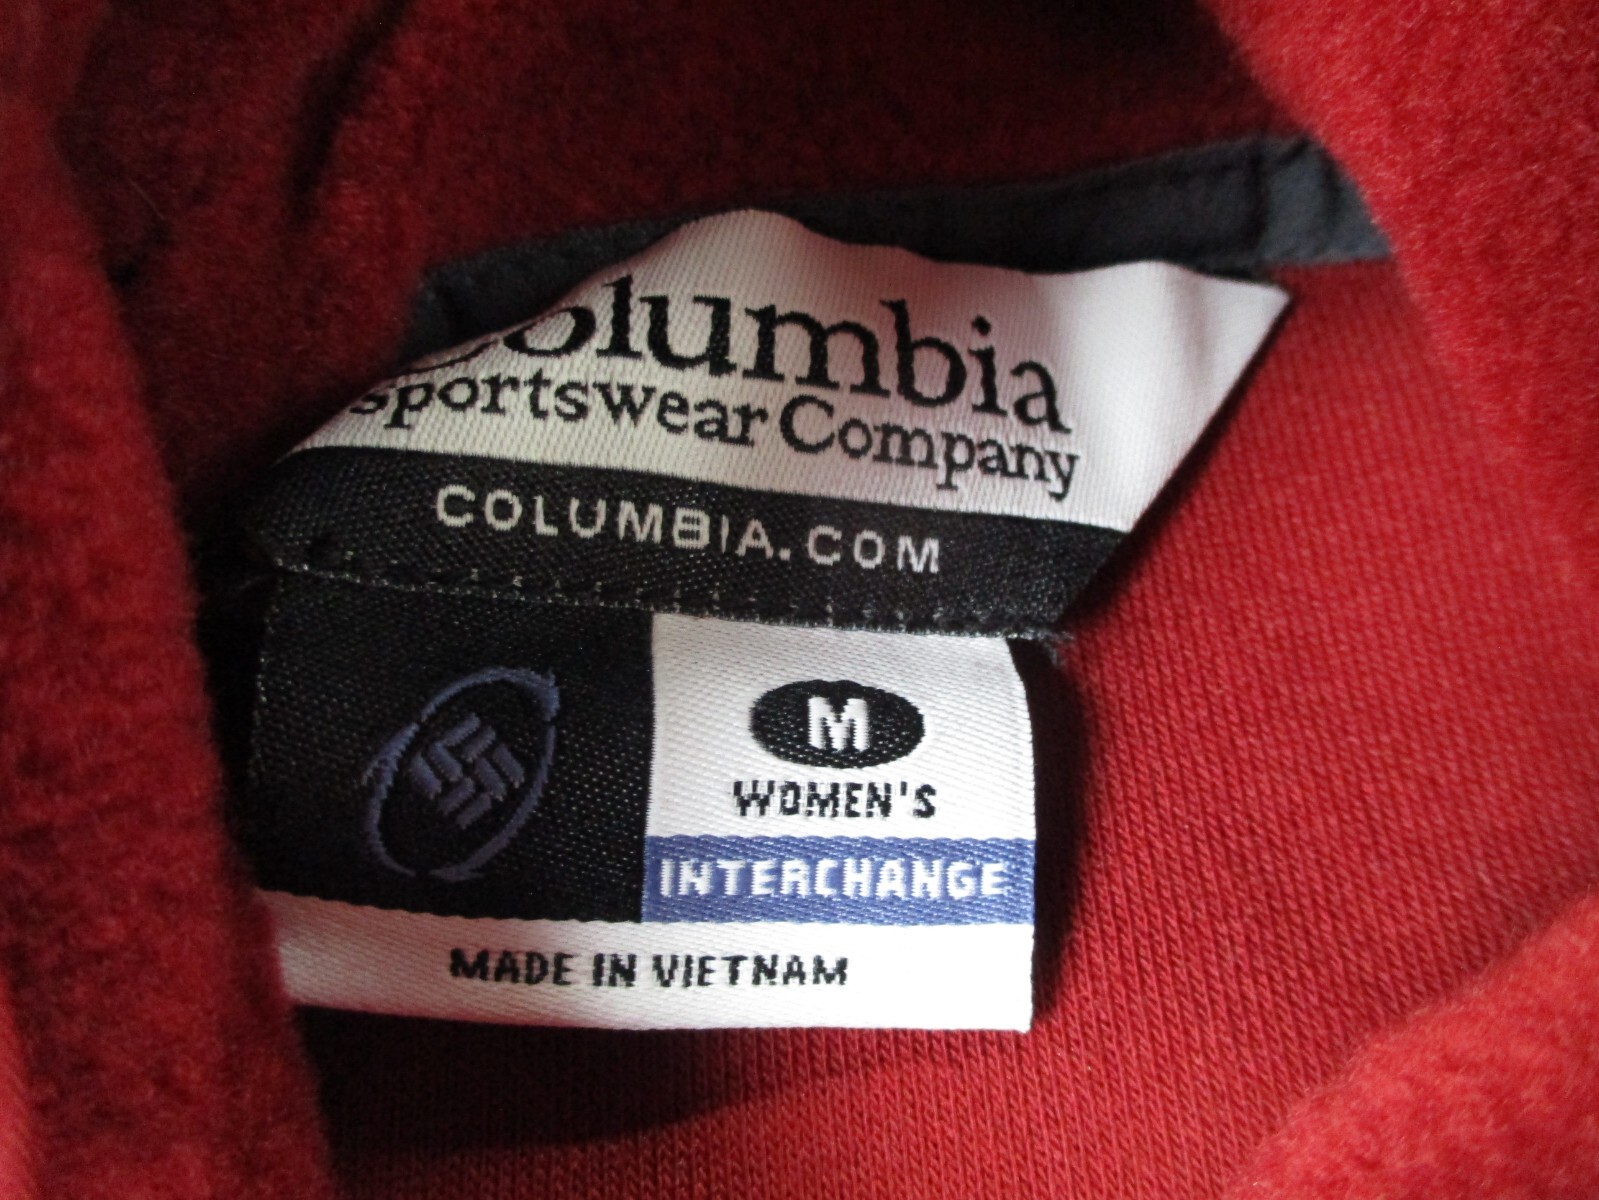 Columbia
Sportswear Company
COLUMBIA.COM
M
WOMEN'S
INTERCHANGE
MADE IN VIETNAM